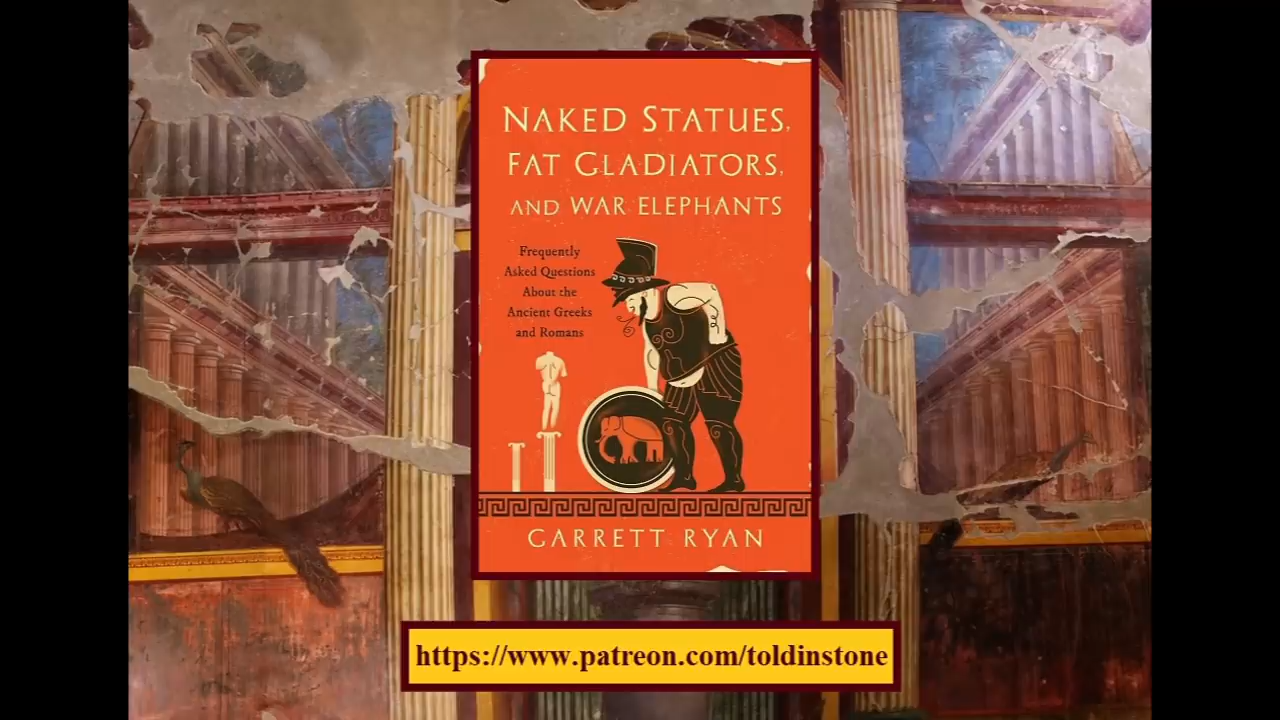 NAKED STATUES,
FAT GLADIATORS,
AND WAR ELEPHANTS
Frequently
Asked Questions
About the
Ancient Greeks
and Romans
GARRETT RYAN
https://www.patreon.com/toldinstone